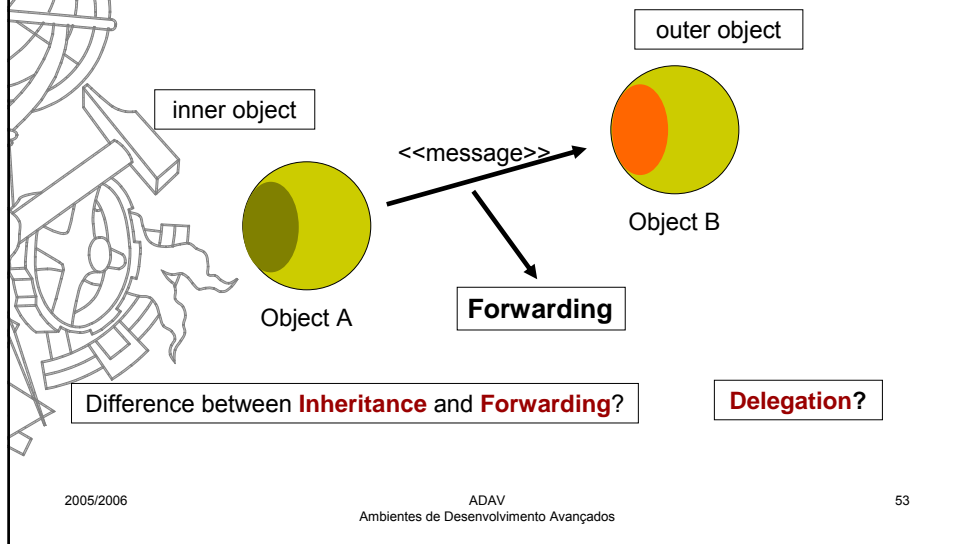 outer object
inner object
<<message>>
Object B
Object A
Forwarding
Difference between Inheritance and Forwarding?
Delegation?
2005/2006
ADAV
Ambientes de Desenvolvimento Avançados
53